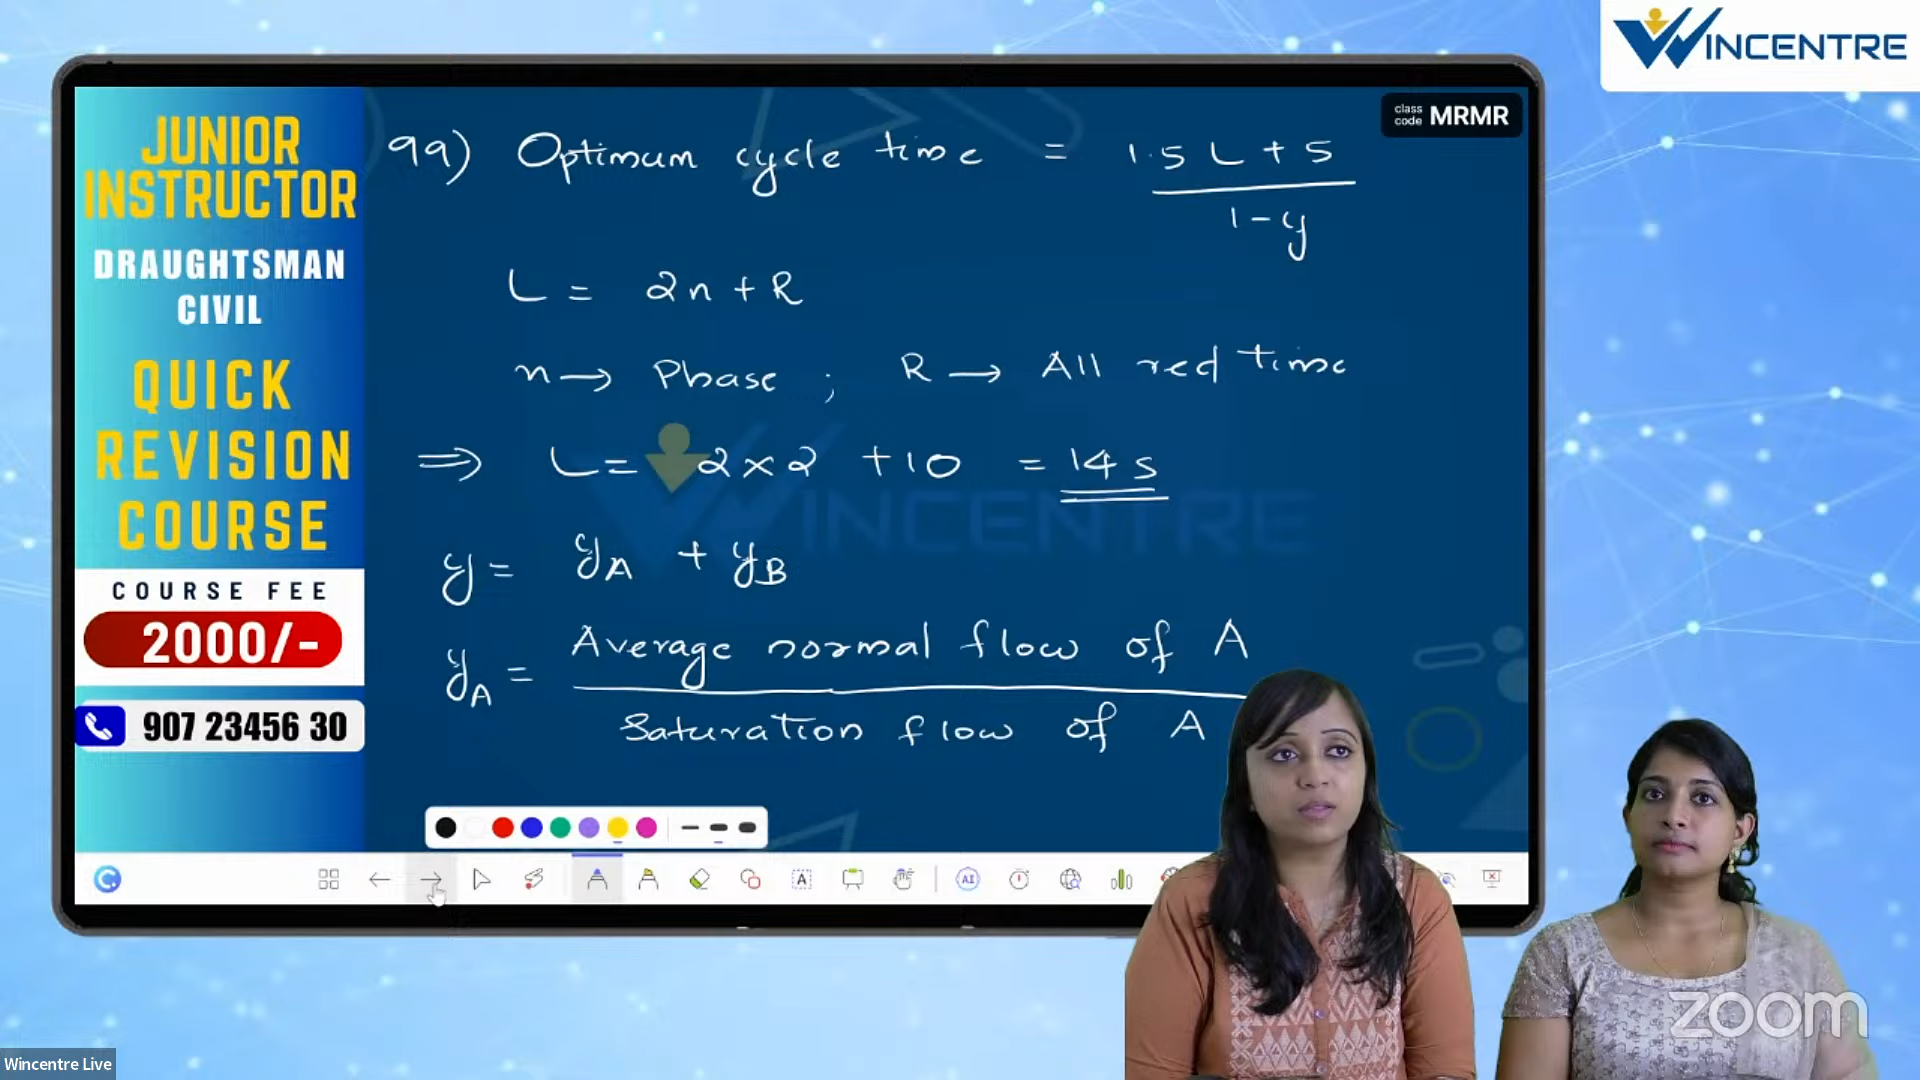 WINCENTRE
class code MRMR
JUNIOR
INSTRUCTOR
DRAUGHTSMAN
CIVIL
QUICK
REVISION
COURSE
COURSE FEE
2000/-
907 23456 30
99) Optimum cycle time = 1.5 L + 5 / 1 - y
L = 2n + R
n → Phase ; R → All red time
⇒ L = 2 × 2 + 10 = 14 s
y = yA + yB
yA = Average normal flow of A / Saturation flow of A
WINCENTRE
AI
A
zoom
Wincentre Live